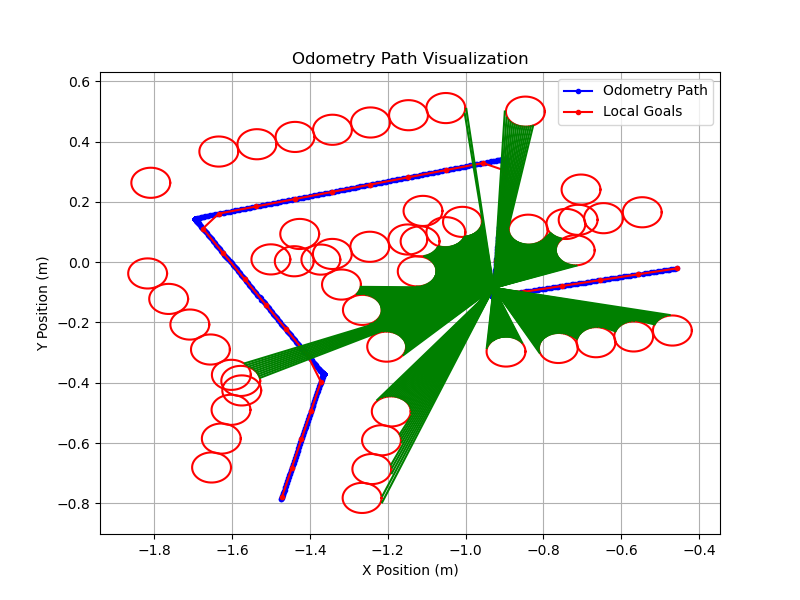 Odometry Path Visualization
Odometry Path
Local Goals
Y Position (m)
0.6
0.4
0.2
0.0
−0.2
−0.4
−0.6
−0.8
−1.8 −1.6 −1.4 −1.2 −1.0 −0.8 −0.6 −0.4
X Position (m)